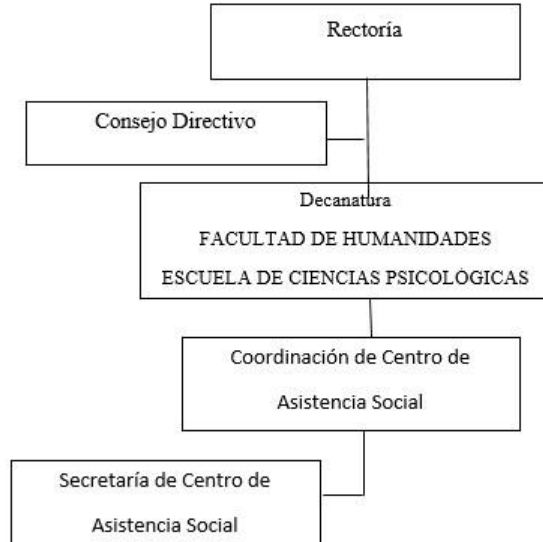 Rectoría
Consejo Directivo
Decanatura
FACULTAD DE HUMANIDADES
ESCUELA DE CIENCIAS PSICOLÓGICAS
Coordinación de Centro de
Asistencia Social
Secretaría de Centro de
Asistencia Social